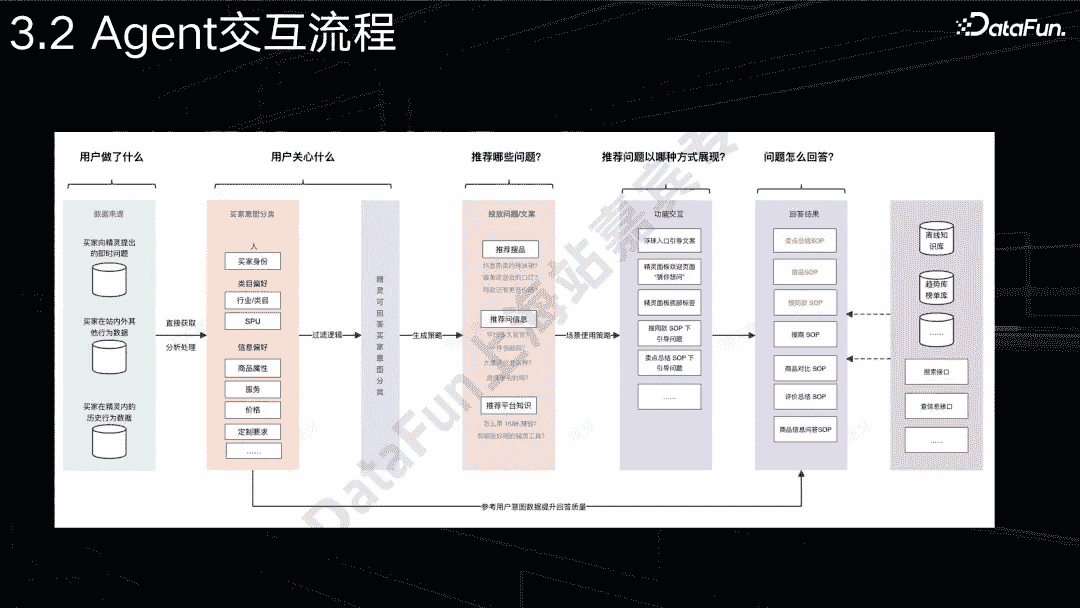 3.2 Agent交互流程
DataFun.
用户做了什么
用户关心什么
推荐哪些问题?
推荐问题以哪种方式展现?
问题怎么回答?
数据来源
买家向精灵提出
的即时问题
买家在站内外其
他行为数据
买家在精灵内的
历史行为数据
直接获取
分析处理
买家意图分类
人
买家身份
类目偏好
行业/类目
SPU
信息偏好
商品属性
服务
价格
定制要求
……
过滤逻辑
精灵可回答买家意图分类
生成策略
投放问题/文案
推荐搜品
推荐问信息
推荐平台知识
场景使用策略
功能交互
浮球入口引导文案
精灵面板欢迎页面
“猜你想问”
精灵面板底部标签
搜同款 SOP 下
引导问题
卖点总结 SOP 下
引导问题
……
回答结果
卖点总结SOP
搜品SOP
搜同款 SOP
搜商 SOP
商品对比 SOP
评价总结 SOP
商品信息问答SOP
离线知
识库
趋势库
榜单库
……
搜索接口
查信息接口
……
参考用户意图数据提升回答质量